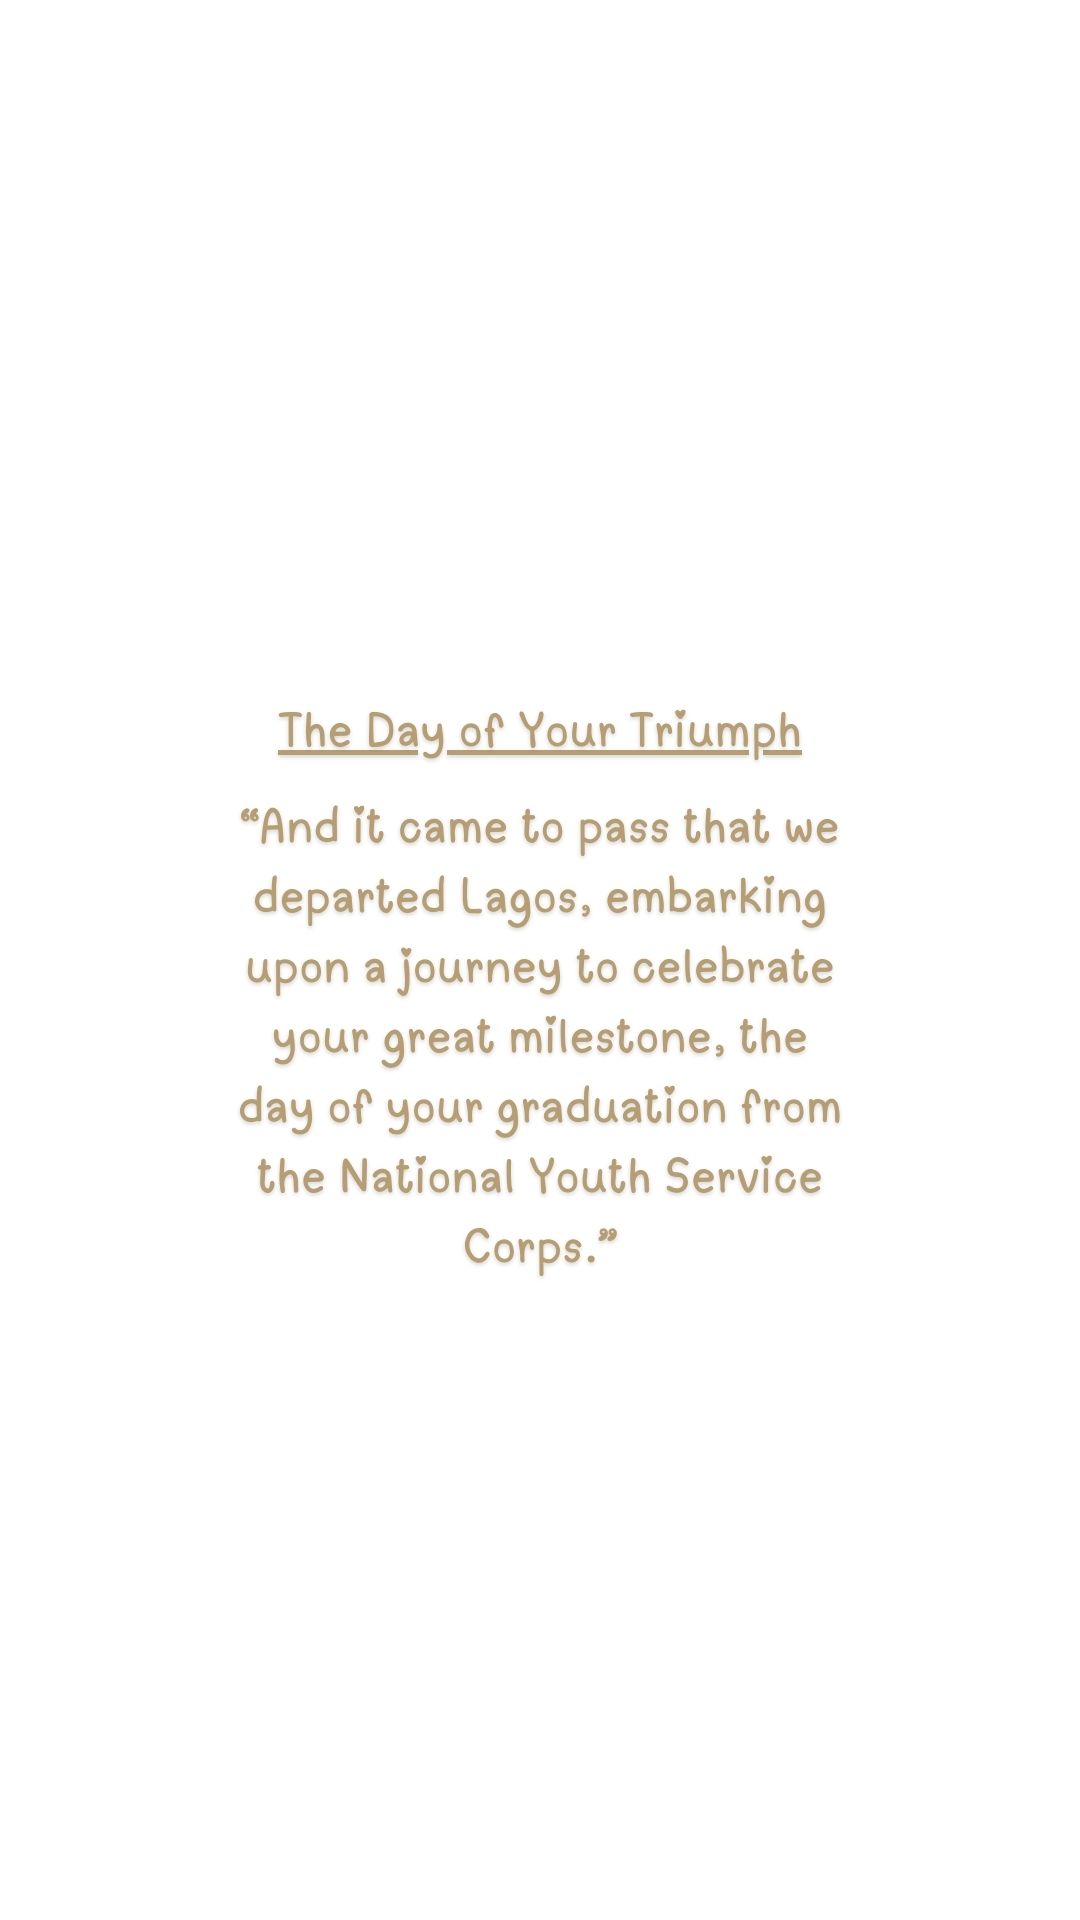 The Day of Your Triumph
“And it came to pass that we
departed Lagos, embarking
upon a journey to celebrate
your great milestone, the
day of your graduation from
the National Youth Service
Corps.”